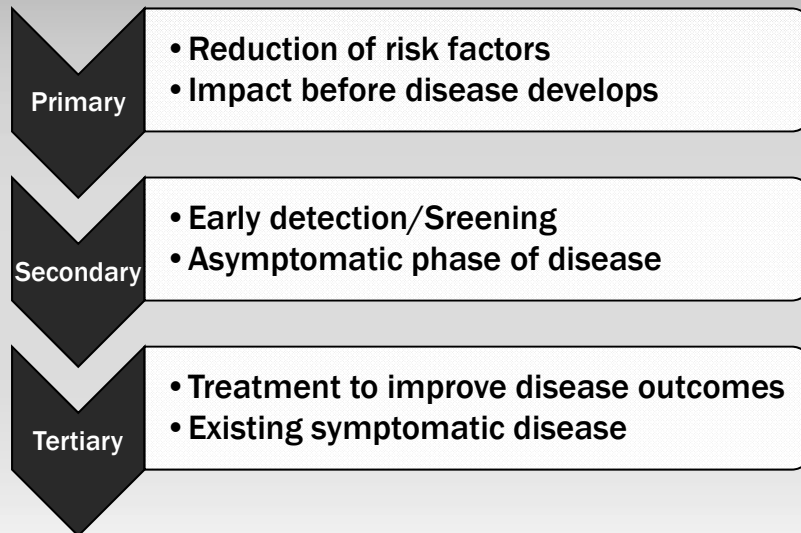 Primary
• Reduction of risk factors
• Impact before disease develops
Secondary
• Early detection/Sreening
• Asymptomatic phase of disease
Tertiary
• Treatment to improve disease outcomes
• Existing symptomatic disease